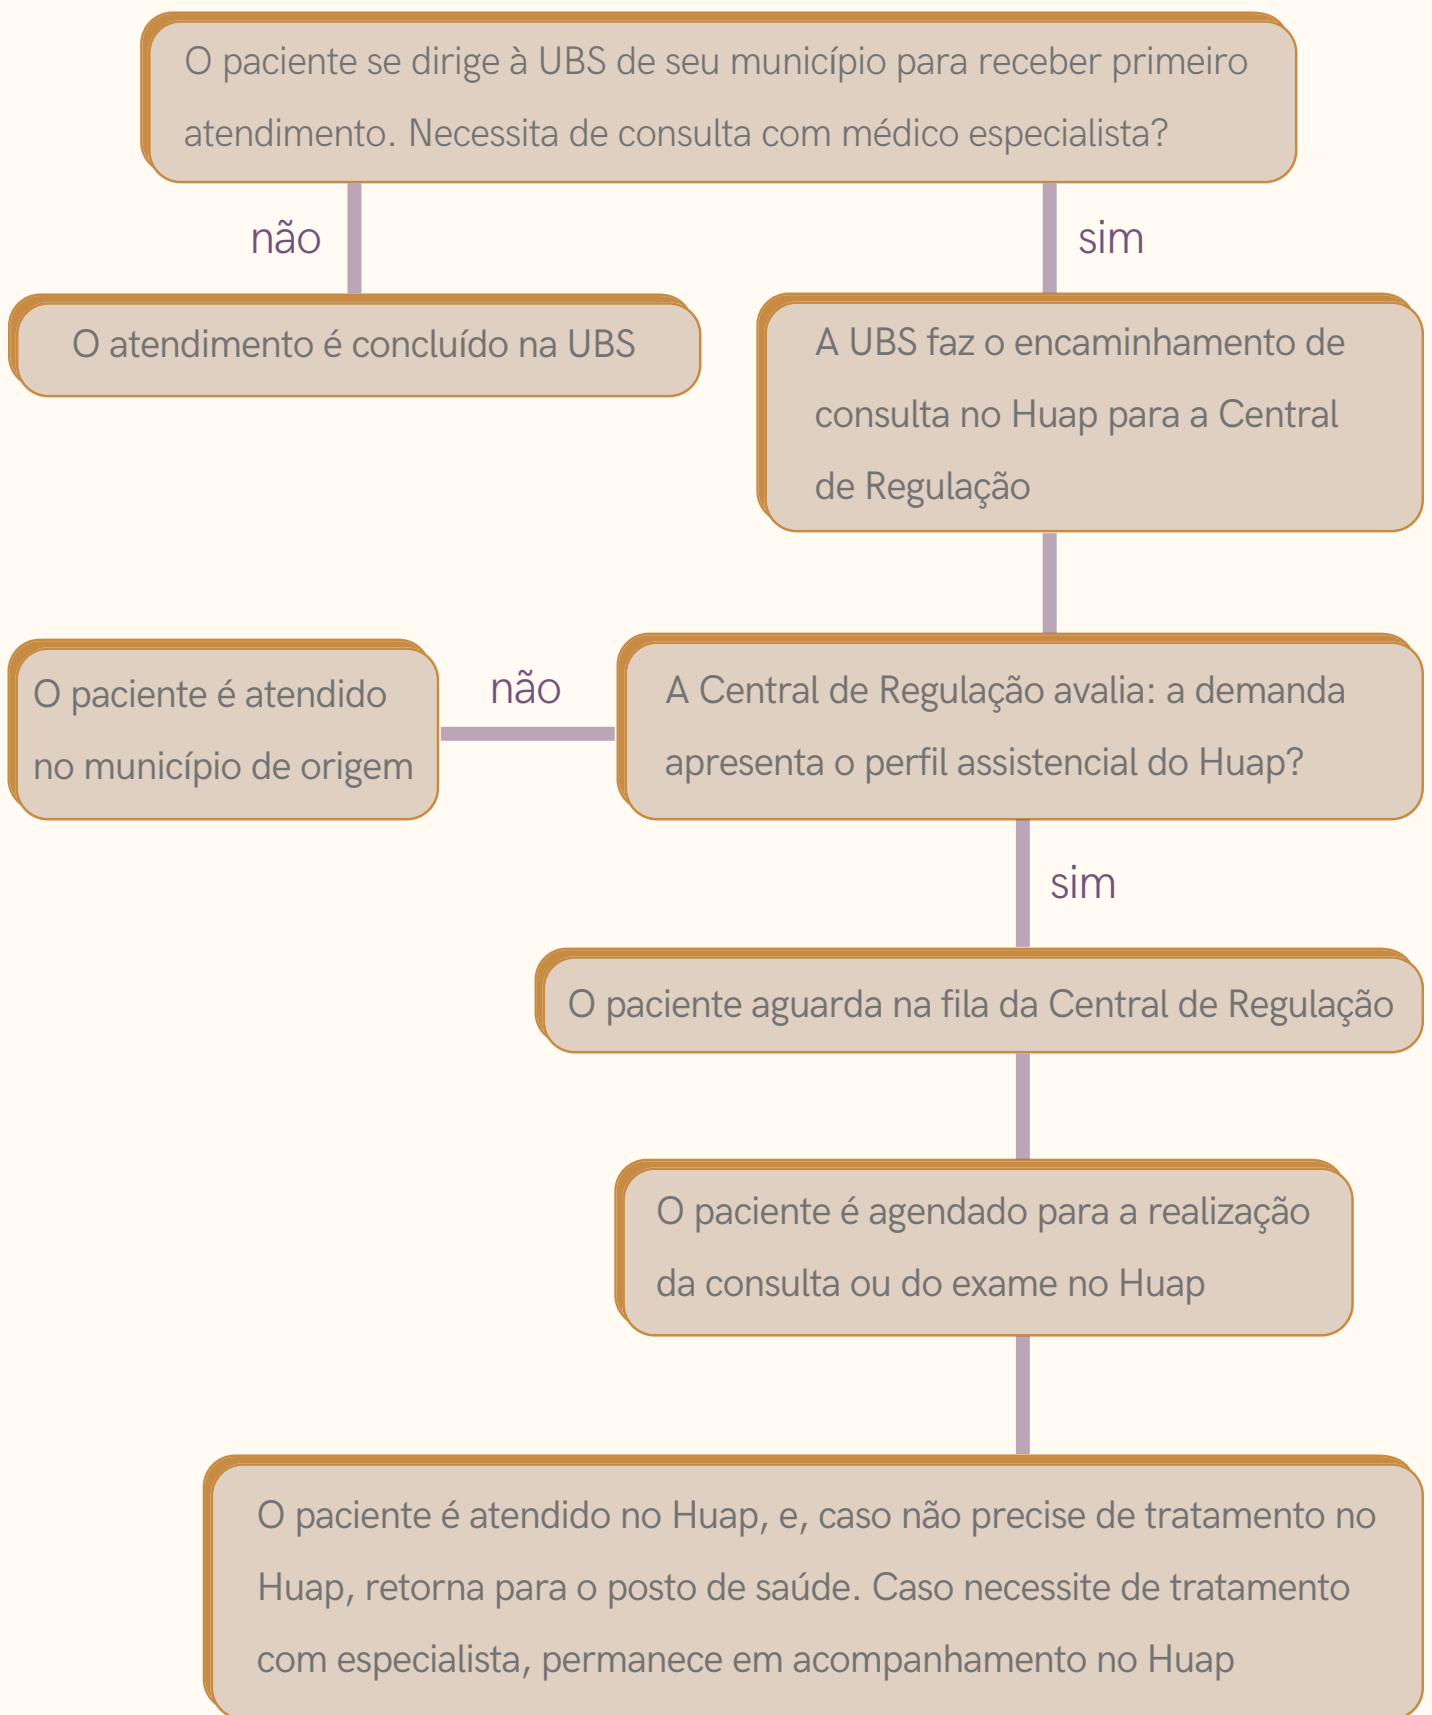 O paciente se dirige à UBS de seu município para receber primeiro
atendimento. Necessita de consulta com médico especialista?
não
sim
O atendimento é concluído na UBS
A UBS faz o encaminhamento de
consulta no Huap para a Central
de Regulação
O paciente é atendido
no município de origem
não
A Central de Regulação avalia: a demanda
apresenta o perfil assistencial do Huap?
sim
O paciente aguarda na fila da Central de Regulação
O paciente é agendado para a realização
da consulta ou do exame no Huap
O paciente é atendido no Huap, e, caso não precise de tratamento no
Huap, retorna para o posto de saúde. Caso necessite de tratamento
com especialista, permanece em acompanhamento no Huap